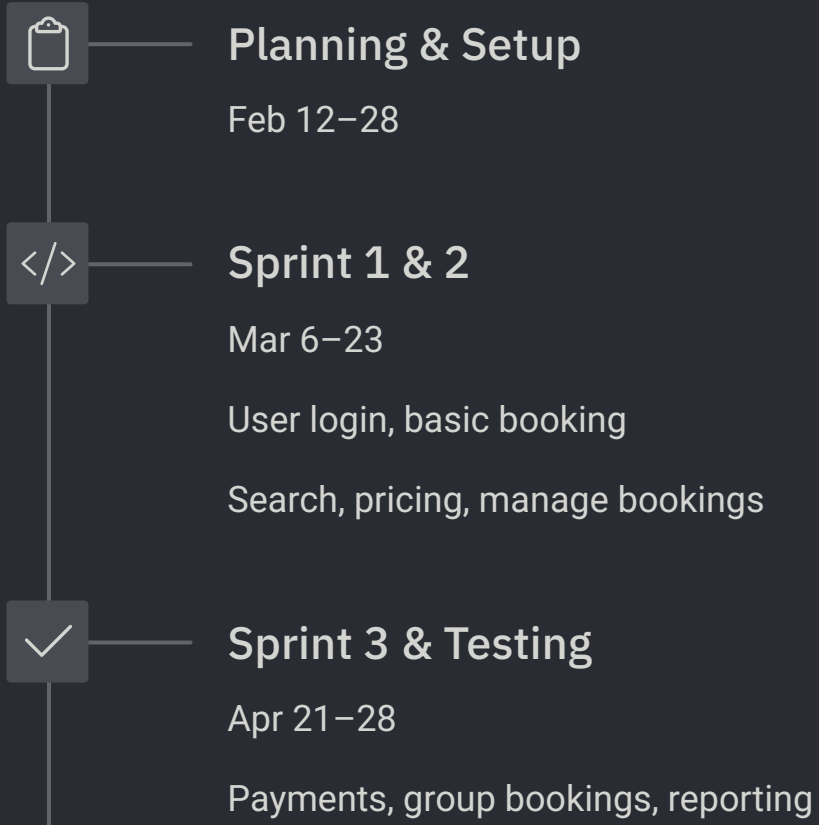 Planning & Setup
Feb 12–28
Sprint 1 & 2
Mar 6–23
User login, basic booking
Search, pricing, manage bookings
Sprint 3 & Testing
Apr 21–28
Payments, group bookings, reporting